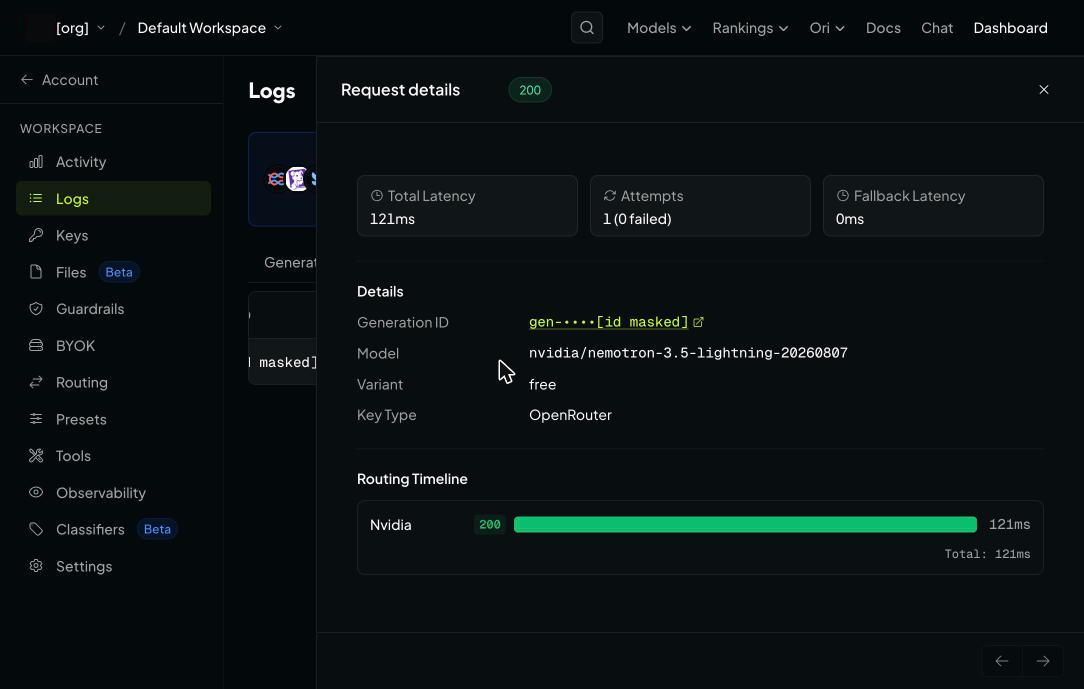 [org] / Default Workspace
Models Rankings Ori Docs Chat Dashboard
Account
WORKSPACE
Activity
Logs
Keys
Files Beta
Guardrails
BYOK
Routing
Presets
Tools
Observability
Classifiers Beta
Settings
Logs
Generat
masked]
Request details 200
Total Latency
121ms
Attempts
1 (0 failed)
Fallback Latency
0ms
Details
Generation ID gen-····[id masked]
Model nvidia/nemotron-3.5-lightning-20260807
Variant free
Key Type OpenRouter
Routing Timeline
Nvidia 200 121ms
Total: 121ms